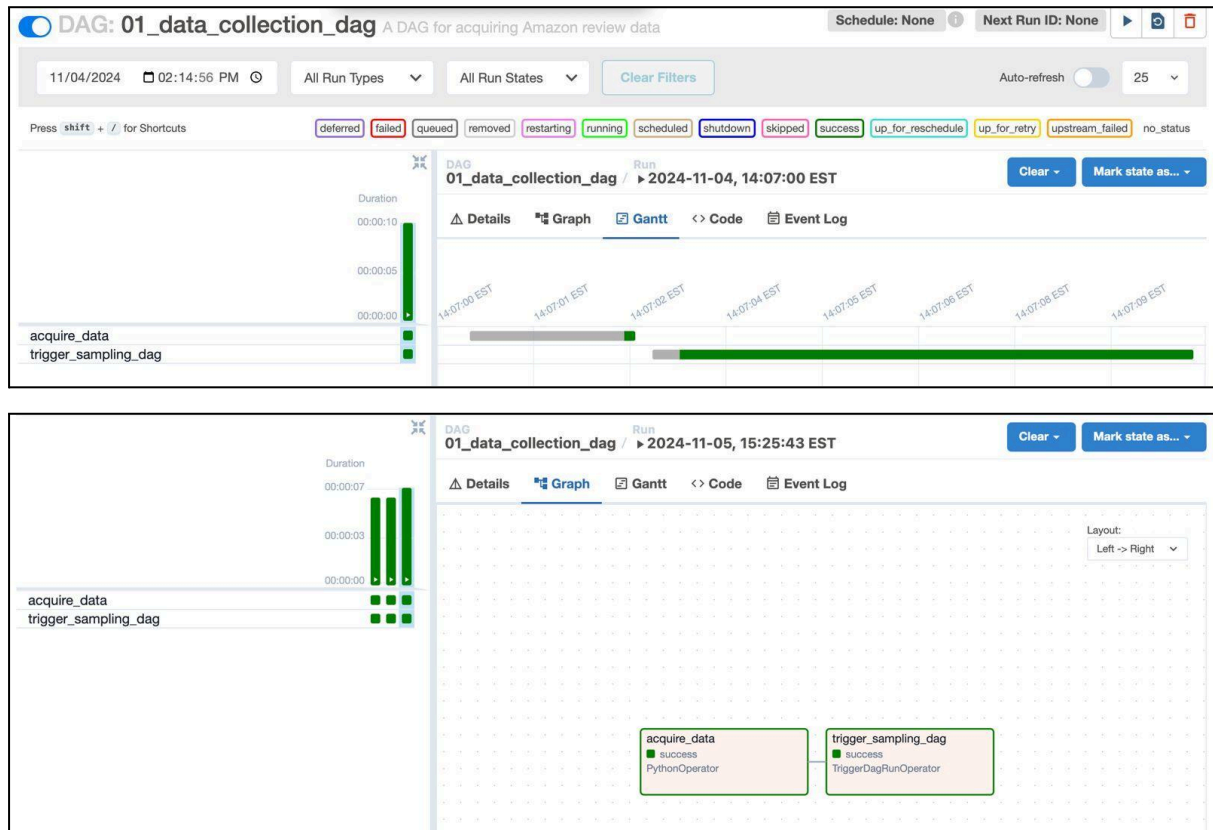 DAG: 01_data_collection_dag A DAG for acquiring Amazon review data Schedule: None Next Run ID: None
11/04/2024 02:14:56 PM All Run Types All Run States Clear Filters Auto-refresh 25
Press shift + / for Shortcuts deferred failed queued removed restarting running scheduled shutdown skipped success up_for_reschedule up_for_retry upstream_failed no_status
DAG Run
01_data_collection_dag / 2024-11-04, 14:07:00 EST Clear Mark state as...
Duration
00:00:10
00:00:05
00:00:00
Details Graph Gantt <> Code Event Log
14:07:00 EST 14:07:01 EST 14:07:02 EST 14:07:04 EST 14:07:05 EST 14:07:06 EST 14:07:08 EST 14:07:09 EST
acquire_data
trigger_sampling_dag
DAG Run
01_data_collection_dag / 2024-11-05, 15:25:43 EST Clear Mark state as...
Duration
00:00:07
00:00:03
00:00:00
Details Graph Gantt <> Code Event Log
Layout:
Left -> Right
acquire_data
trigger_sampling_dag
acquire_data
success
PythonOperator
trigger_sampling_dag
success
TriggerDagRunOperator